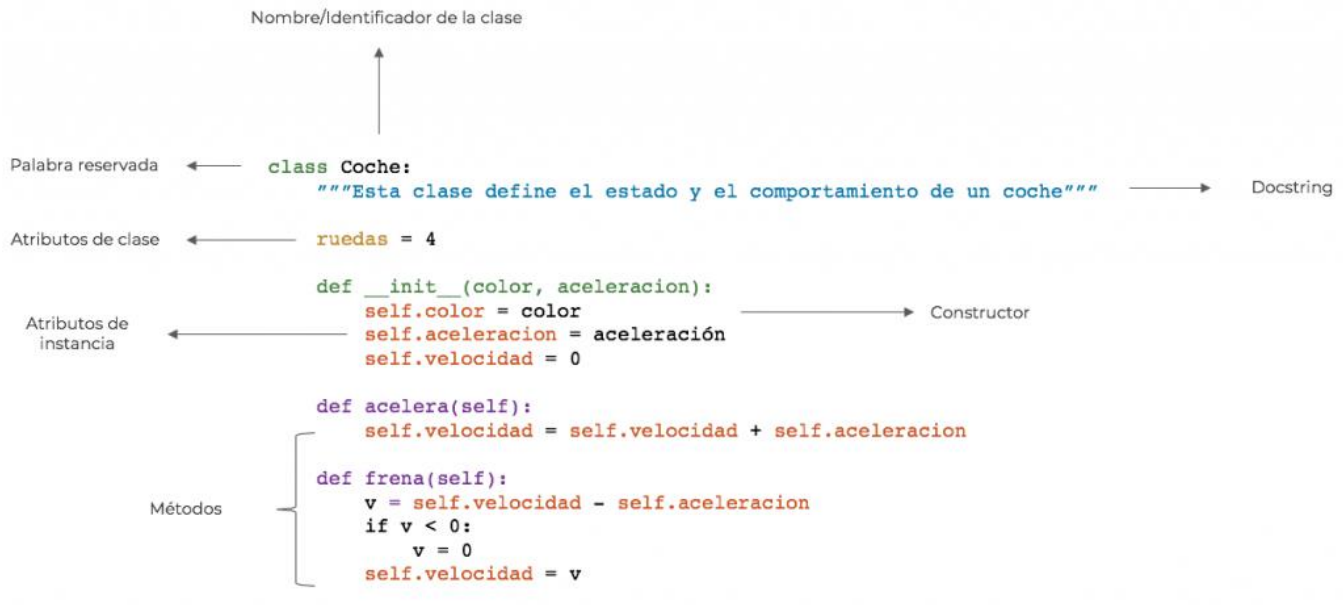 Nombre/Identificador de la clase
Palabra reservada
class Coche:
"""Esta clase define el estado y el comportamiento de un coche"""
Docstring
Atributos de clase
ruedas = 4
def __init__(color, aceleracion):
self.color = color
Constructor
Atributos de
instancia
self.aceleracion = aceleración
self.velocidad = 0
def acelera(self):
self.velocidad = self.velocidad + self.aceleracion
Métodos
def frena(self):
v = self.velocidad - self.aceleracion
if v < 0:
v = 0
self.velocidad = v